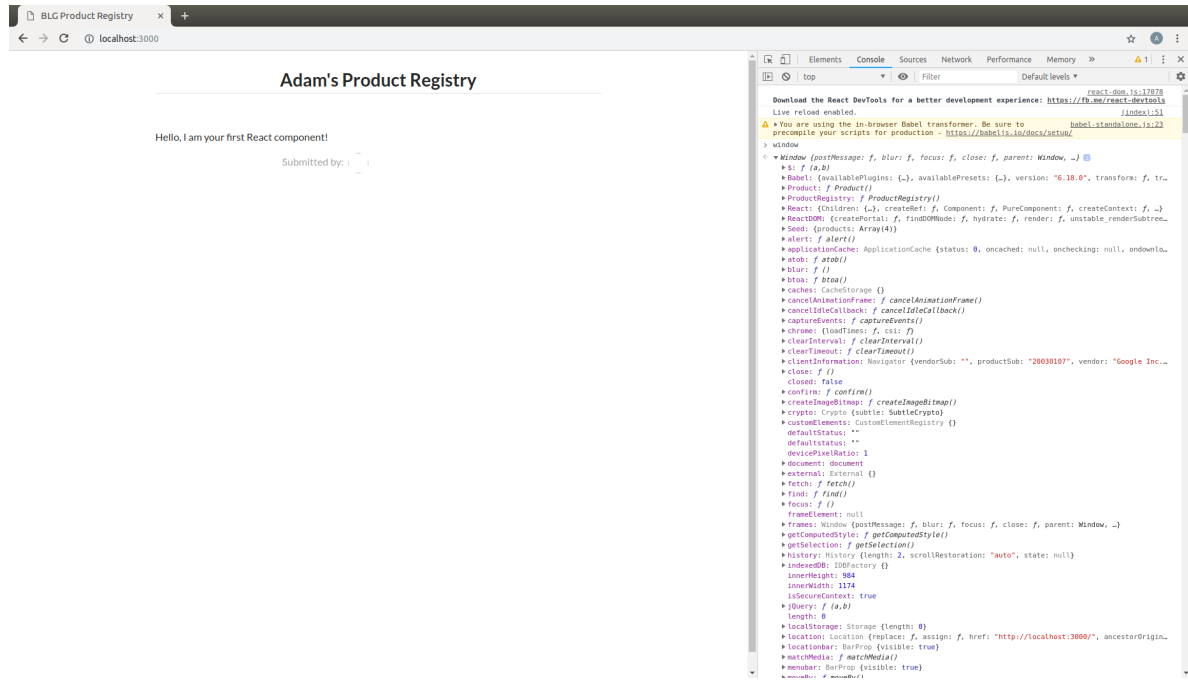 BLG Product Registry
localhost:3000
A
Adam's Product Registry
Hello, I am your first React component!
Submitted by:
Elements Console Sources Network Performance Memory » 1
top Filter Default levels
react-dom.js:17078
Download the React DevTools for a better development experience: https://fb.me/react-devtools
Live reload enabled. (index):51
You are using the in-browser Babel transformer. Be sure to babel-standalone.js:23
precompile your scripts for production - https://babeljs.io/docs/setup/
> window
Window {postMessage: ƒ, blur: ƒ, focus: ƒ, close: ƒ, parent: Window, …}
$: ƒ (a,b)
Babel: {availablePlugins: {…}, availablePresets: {…}, version: "6.18.0", transform: ƒ, tr…
Product: ƒ Product()
ProductRegistry: ƒ ProductRegistry()
React: {Children: {…}, createRef: ƒ, Component: ƒ, PureComponent: ƒ, createContext: ƒ, …}
ReactDOM: {createPortal: ƒ, findDOMNode: ƒ, hydrate: ƒ, render: ƒ, unstable_renderSubtree…
Seed: {products: Array(4)}
alert: ƒ alert()
applicationCache: ApplicationCache {status: 0, oncached: null, onchecking: null, ondownlo…
atob: ƒ atob()
blur: ƒ ()
btoa: ƒ btoa()
caches: CacheStorage {}
cancelAnimationFrame: ƒ cancelAnimationFrame()
cancelIdleCallback: ƒ cancelIdleCallback()
captureEvents: ƒ captureEvents()
chrome: {loadTimes: ƒ, csi: ƒ}
clearInterval: ƒ clearInterval()
clearTimeout: ƒ clearTimeout()
clientInformation: Navigator {vendorSub: "", productSub: "20030107", vendor: "Google Inc.…
close: ƒ ()
closed: false
confirm: ƒ confirm()
createImageBitmap: ƒ createImageBitmap()
crypto: Crypto {subtle: SubtleCrypto}
customElements: CustomElementRegistry {}
defaultStatus: ""
defaultstatus: ""
devicePixelRatio: 1
document: document
external: External {}
fetch: ƒ fetch()
find: ƒ find()
focus: ƒ ()
frameElement: null
frames: Window {postMessage: ƒ, blur: ƒ, focus: ƒ, close: ƒ, parent: Window, …}
getComputedStyle: ƒ getComputedStyle()
getSelection: ƒ getSelection()
history: History {length: 2, scrollRestoration: "auto", state: null}
indexedDB: IDBFactory {}
innerHeight: 984
innerWidth: 1174
isSecureContext: true
jQuery: ƒ (a,b)
length: 0
localStorage: Storage {length: 0}
location: Location {replace: ƒ, assign: ƒ, href: "http://localhost:3000/", ancestorOrigin…
locationbar: BarProp {visible: true}
matchMedia: ƒ matchMedia()
menubar: BarProp {visible: true}
moveBy: ƒ moveBy()